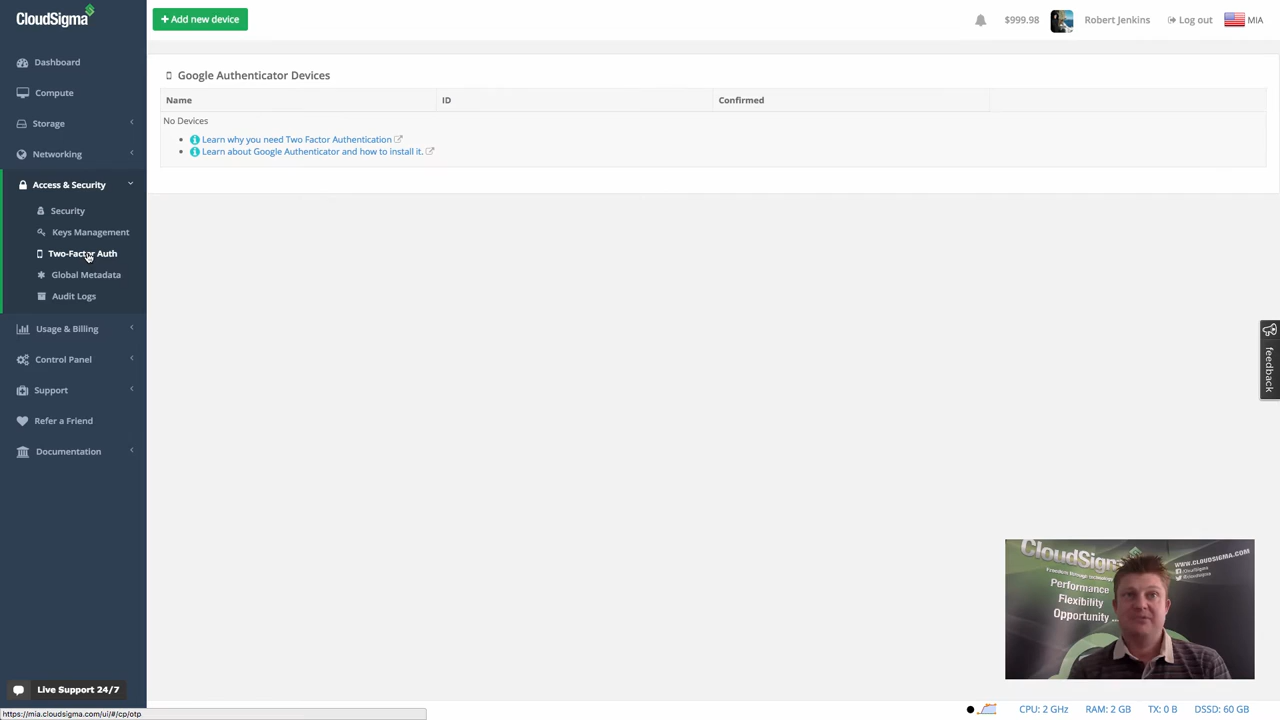 CloudSigma
+ Add new device
$999.98
Robert Jenkins
Log out
MIA
Dashboard
Compute
Storage
Networking
Access & Security
Security
Keys Management
Two-Factor Auth
Global Metadata
Audit Logs
Usage & Billing
Control Panel
Support
Refer a Friend
Documentation
Google Authenticator Devices
Name ID Confirmed
No Devices
Learn why you need Two Factor Authentication
Learn about Google Authenticator and how to install it.
feedback
CloudSigma
Performance
Flexibility
Opportunity ...
WWW.CLOUDSIGMA.COM
Live Support 24/7
https://mia.cloudsigma.com/ui/#/cp/otp
CPU: 2 GHz RAM: 2 GB TX: 0 B DSSD: 60 GB